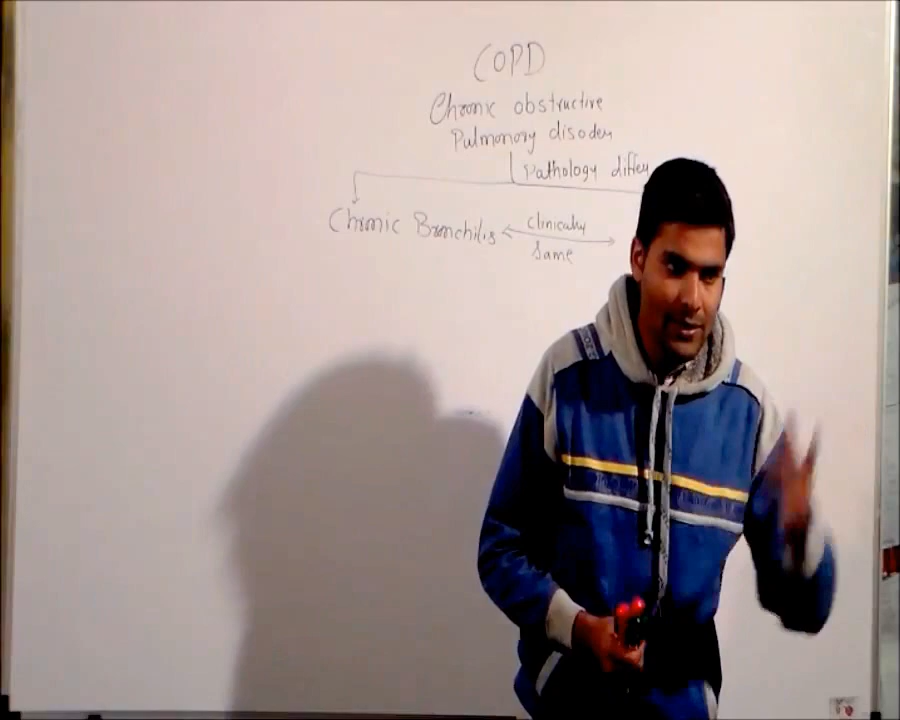 COPD
Chronic obstructive
Pulmonary disoder
Pathology differ
Chronic Bronchitis
Clinically
Same